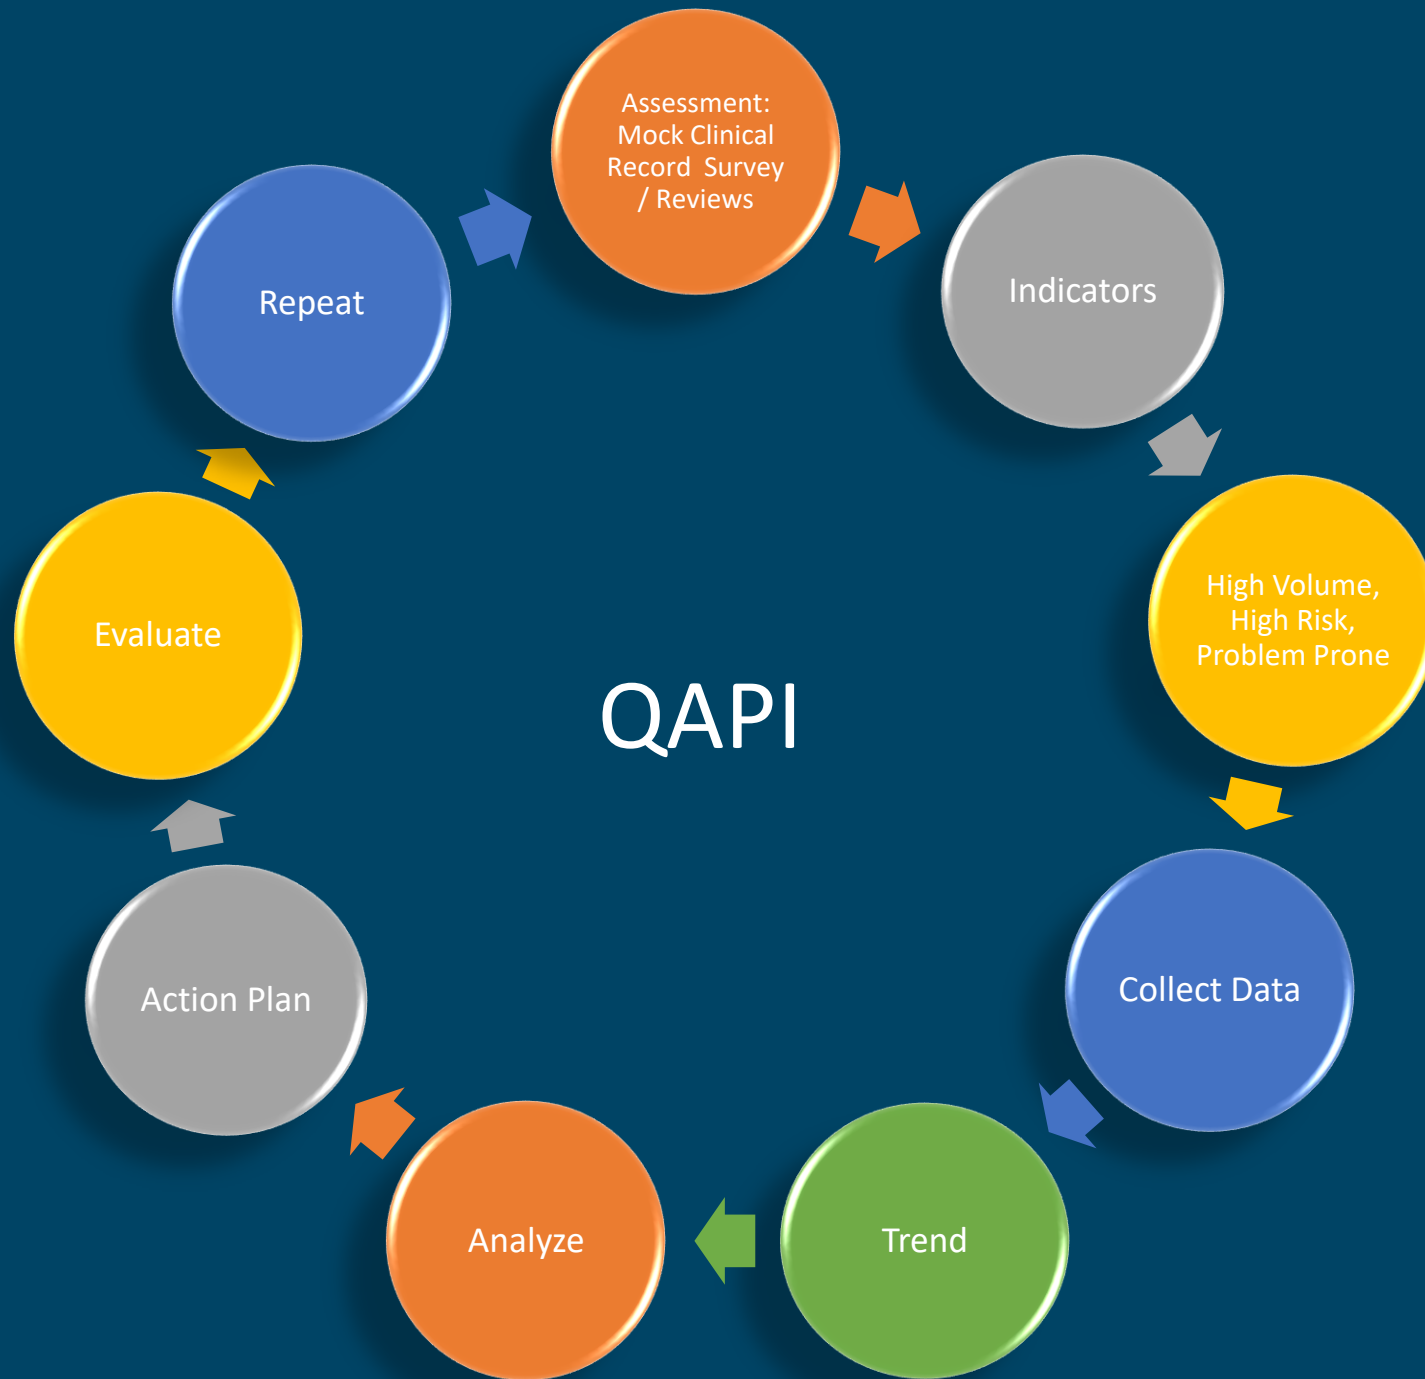 Assessment:
Mock Clinical
Record Survey
/ Reviews
Indicators
High Volume,
High Risk,
Problem Prone
Collect Data
Trend
Analyze
Action Plan
Evaluate
Repeat
QAPI